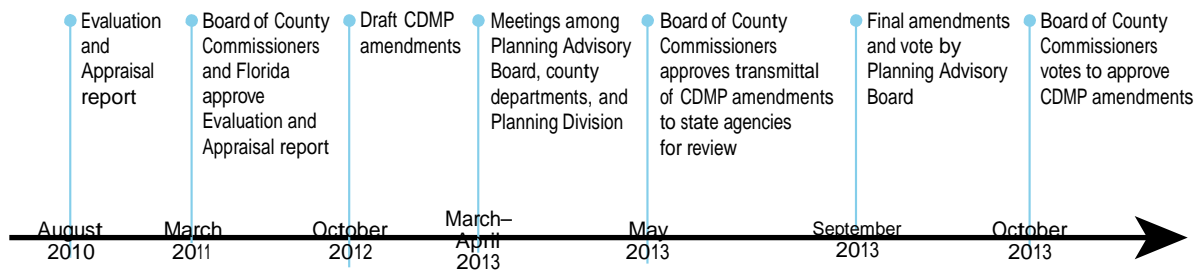 Evaluation
and
Appraisal
report
Board of County
Commissioners
and Florida
approve
Evaluation and
Appraisal report
Draft CDMP
amendments
Meetings among
Planning Advisory
Board, county
departments, and
Planning Division
Board of County
Commissioners
approves transmittal
of CDMP amendments
to state agencies
for review
Final amendments
and vote by
Planning Advisory
Board
Board of County
Commissioners
votes to approve
CDMP amendments
August
2010
March
2011
October
2012
March–
April
2013
May
2013
September
2013
October
2013